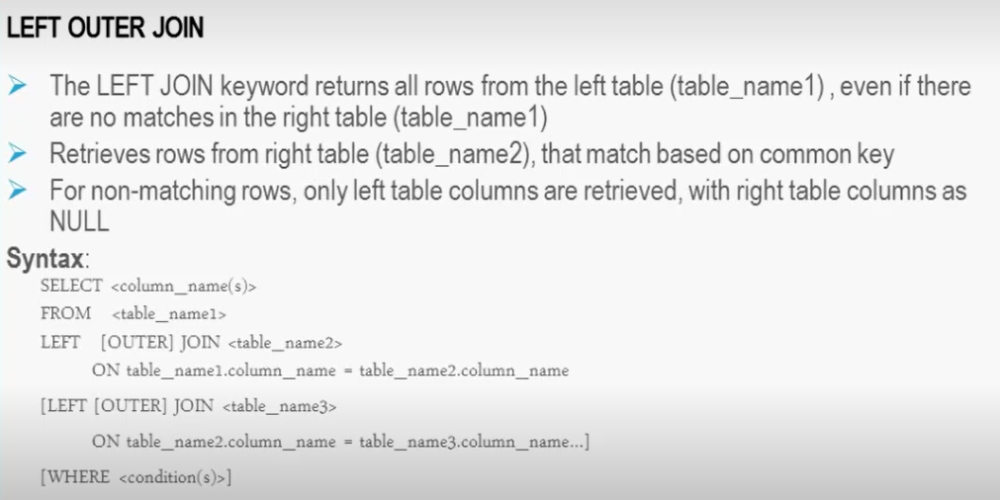 LEFT OUTER JOIN
The LEFT JOIN keyword returns all rows from the left table (table_name1) , even if there
are no matches in the right table (table_name1)
Retrieves rows from right table (table_name2), that match based on common key
For non-matching rows, only left table columns are retrieved, with right table columns as
NULL
Syntax:
SELECT <column_name(s)>
FROM <table_name1>
LEFT [OUTER] JOIN <table_name2>
ON table_name1.column_name = table_name2.column_name
[LEFT [OUTER] JOIN <table_name3>
ON table_name2.column_name = table_name3.column_name...]
[WHERE <condition(s)>]